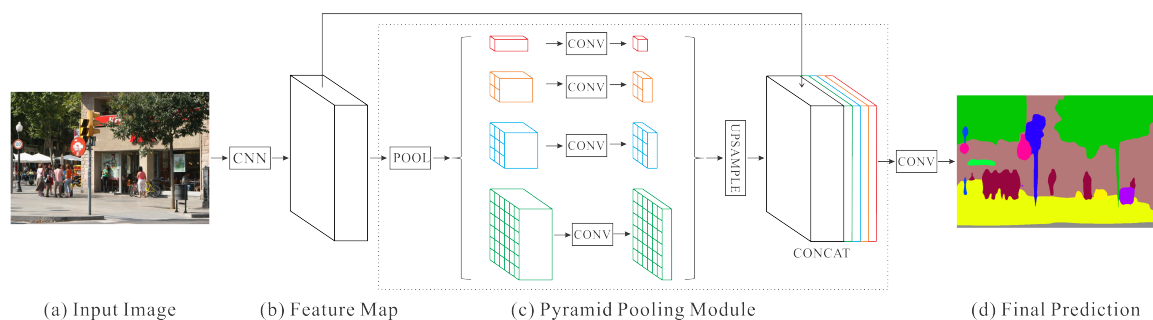 CNN
POOL
CONV
CONV
CONV
CONV
UPSAMPLE
CONCAT
CONV
(a) Input Image
(b) Feature Map
(c) Pyramid Pooling Module
(d) Final Prediction